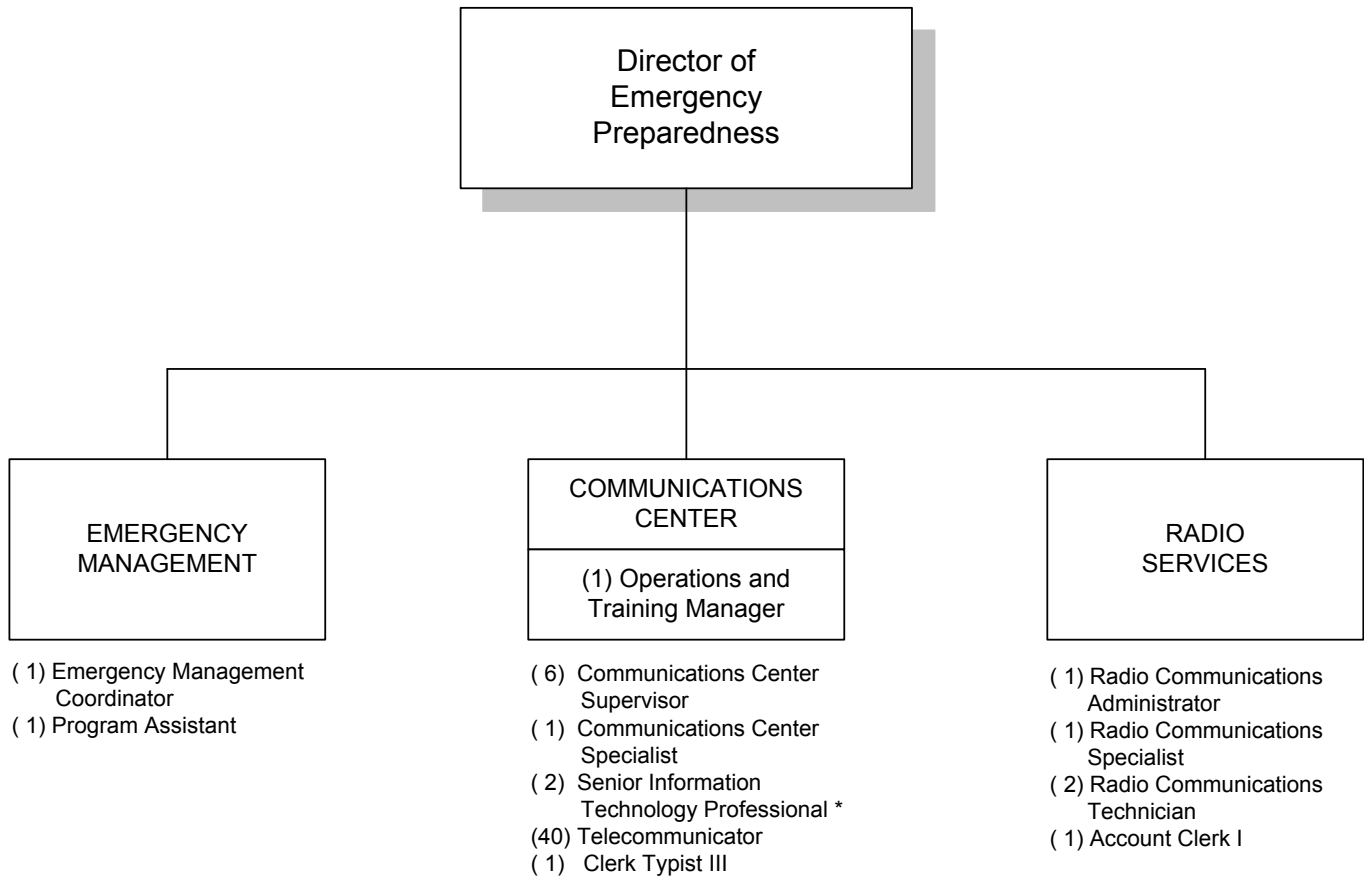 Director of
Emergency
Preparedness
EMERGENCY
MANAGEMENT
( 1) Emergency Management
Coordinator
( 1) Program Assistant
COMMUNICATIONS
CENTER
(1) Operations and
Training Manager
( 6) Communications Center
Supervisor
( 1) Communications Center
Specialist
( 2) Senior Information
Technology Professional *
(40) Telecommunicator
( 1) Clerk Typist III
RADIO
SERVICES
( 1) Radio Communications
Administrator
( 1) Radio Communications
Specialist
( 2) Radio Communications
Technician
( 1) Account Clerk I